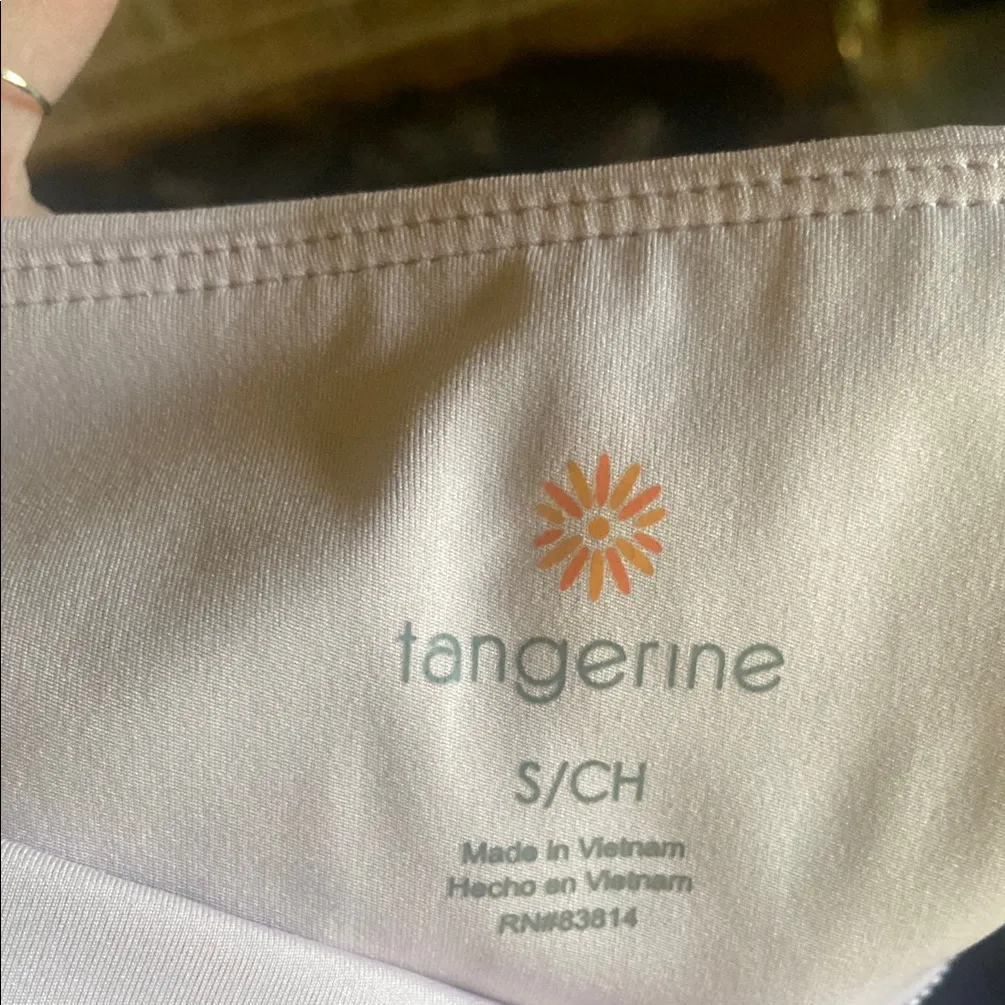 tangerine
S/CH
Made in Vietnam
Hecho en Vietnam
RN#83814